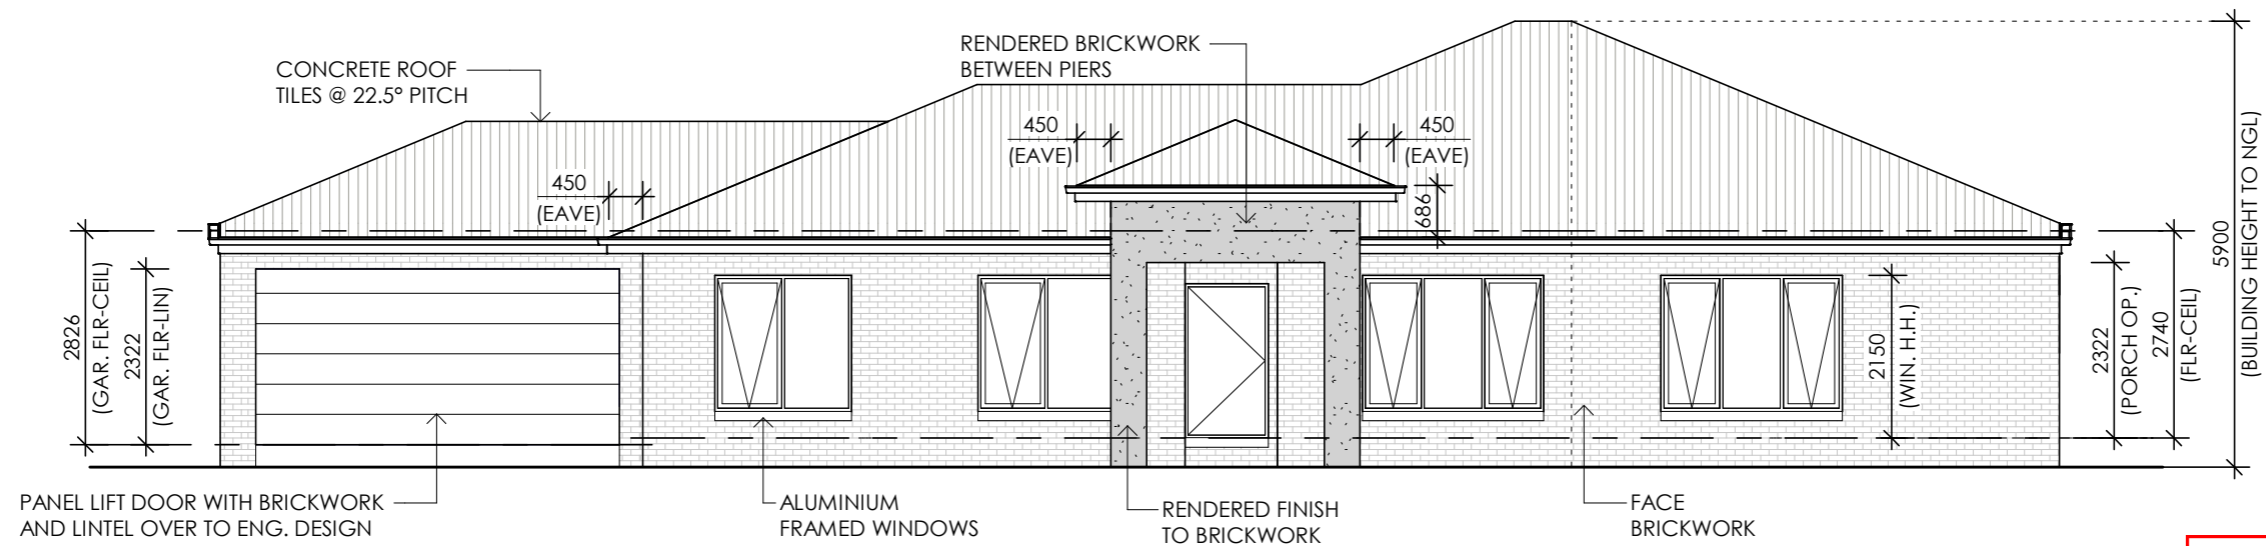 RENDERED BRICKWORK
BETWEEN PIERS
CONCRETE ROOF
TILES @ 22.5° PITCH
450
(EAVE)
450
(EAVE)
450
(EAVE)
686
2826
(GAR. FLR-CEIL)
2322
(GAR. FLR-LIN)
2150
(WIN. H.H.)
2322
(PORCH OP.)
2740
(FLR-CEIL)
5900
(BUILDING HEIGHT TO NGL)
PANEL LIFT DOOR WITH BRICKWORK
AND LINTEL OVER TO ENG. DESIGN
ALUMINIUM
FRAMED WINDOWS
RENDERED FINISH
TO BRICKWORK
FACE
BRICKWORK